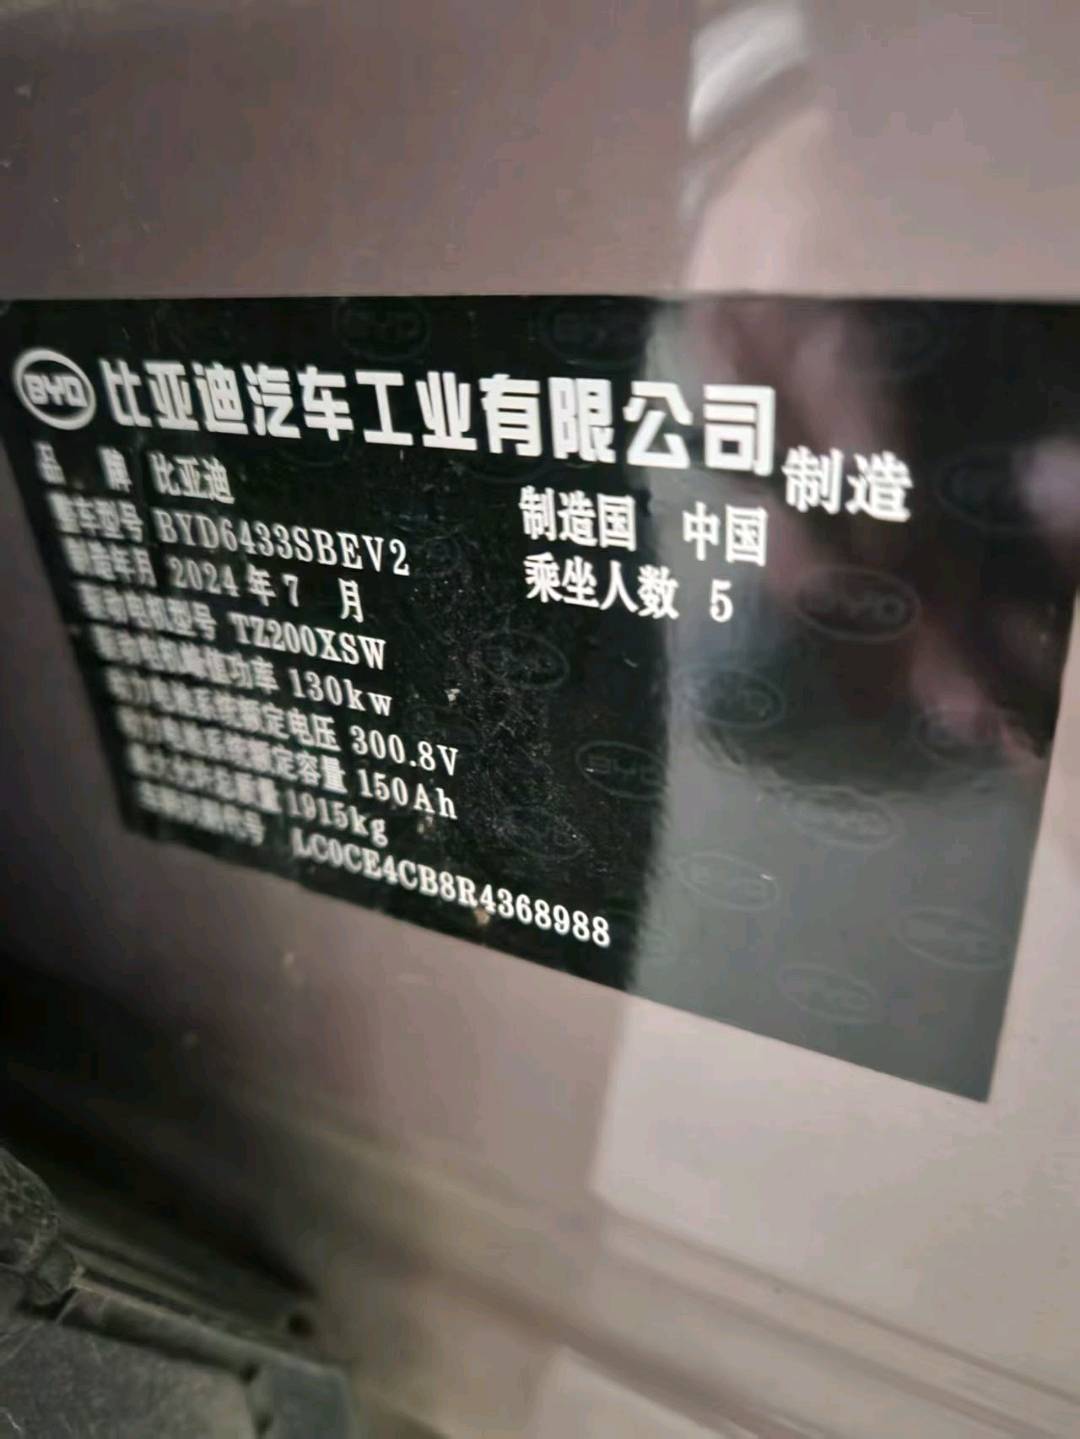 BYD 比亚迪汽车工业有限公司 制造
品 牌 比亚迪 制造国 中国
整车型号 BYD6433SBEV2 乘坐人数 5
制造年月 2024 年 7 月
驱动电机型号 TZ200XSW
驱动电机峰值功率 130kw
动力电池系统额定电压 300.8V
动力电池系统额定容量 150Ah
最大允许总质量 1915kg
车辆识别代号 LC0CE4CB8R4368988